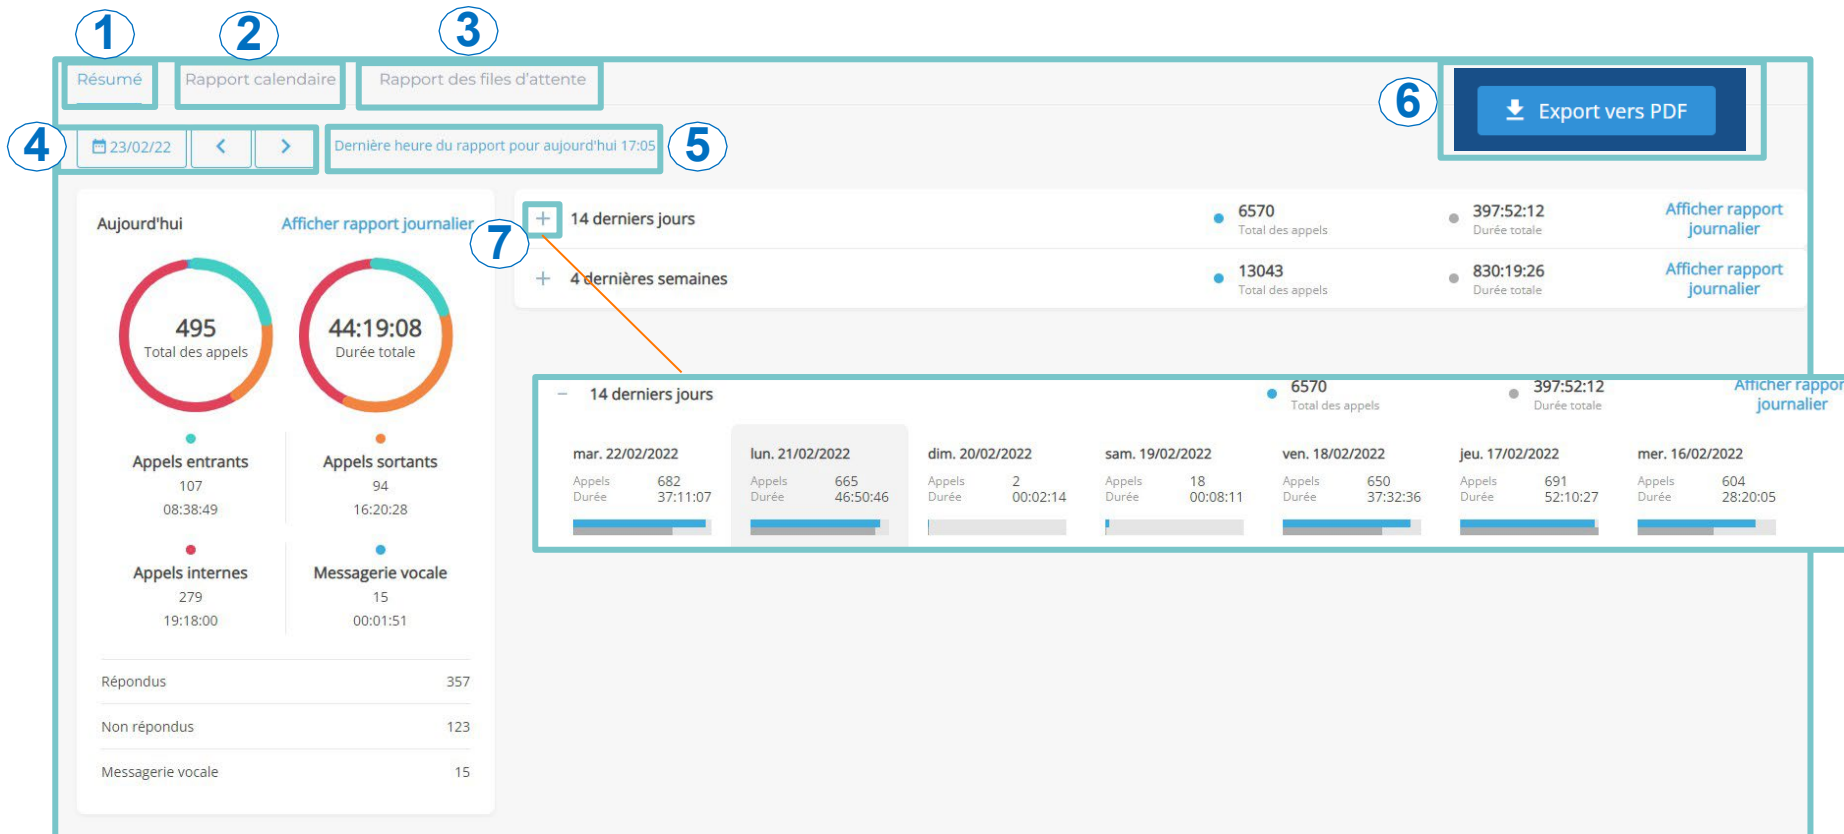 1
2
3
Résumé
Rapport calendaire
Rapport des files d'attente
6
Export vers PDF
4
23/02/22
Dernière heure du rapport pour aujourd'hui 17:05
5
Aujourd'hui
Afficher rapport journalier
495
Total des appels
44:19:08
Durée totale
Appels entrants
107
08:38:49
Appels sortants
94
16:20:28
Appels internes
279
19:18:00
Messagerie vocale
15
00:01:51
Répondus 357
Non répondus 123
Messagerie vocale 15
7
14 derniers jours
6570
Total des appels
397:52:12
Durée totale
Afficher rapport
journalier
4 dernières semaines
13043
Total des appels
830:19:26
Durée totale
Afficher rapport
journalier
14 derniers jours
6570
Total des appels
397:52:12
Durée totale
Afficher rappor
journalier
mar. 22/02/2022
Appels 682
Durée 37:11:07
lun. 21/02/2022
Appels 665
Durée 46:50:46
dim. 20/02/2022
Appels 2
Durée 00:02:14
sam. 19/02/2022
Appels 18
Durée 00:08:11
ven. 18/02/2022
Appels 650
Durée 37:32:36
jeu. 17/02/2022
Appels 691
Durée 52:10:27
mer. 16/02/2022
Appels 604
Durée 28:20:05